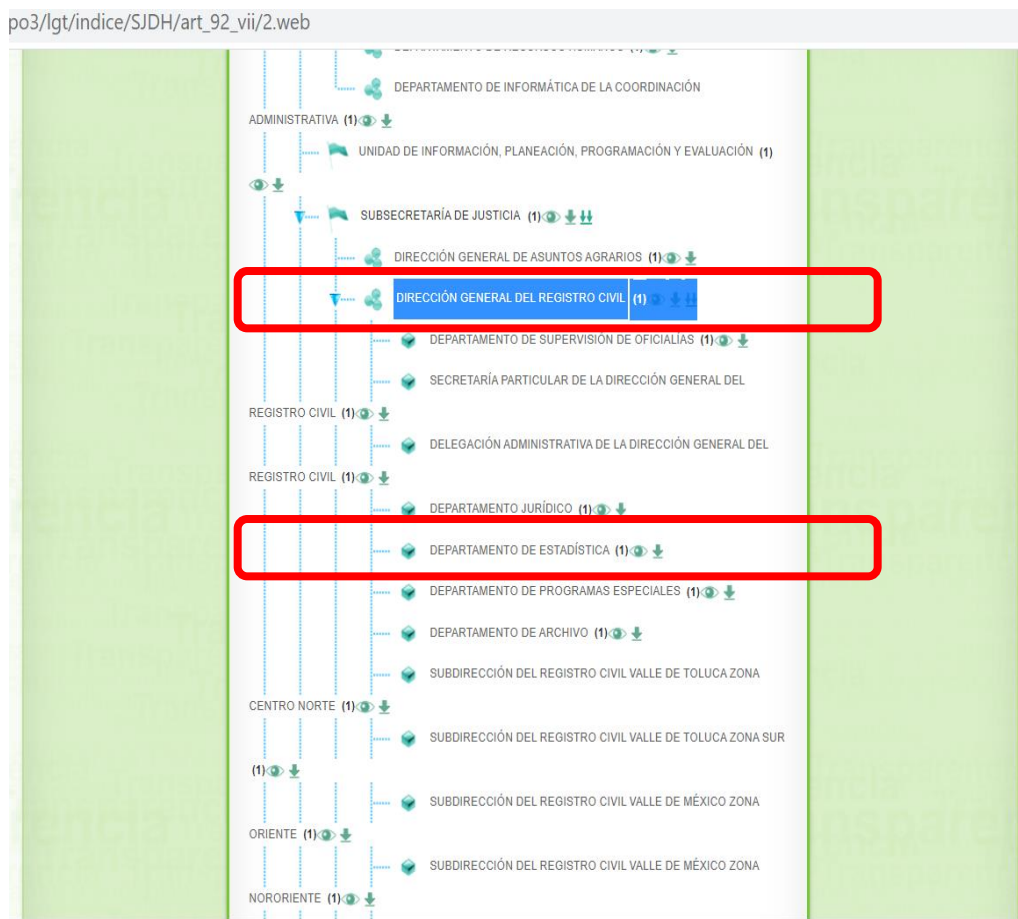 po3/lgt/indice/SJDH/art_92_vii/2.web
DEPARTAMENTO DE RECURSOS HUMANOS (1)
DEPARTAMENTO DE INFORMÁTICA DE LA COORDINACIÓN
ADMINISTRATIVA (1)
UNIDAD DE INFORMACIÓN, PLANEACIÓN, PROGRAMACIÓN Y EVALUACIÓN (1)
SUBSECRETARÍA DE JUSTICIA (1)
DIRECCIÓN GENERAL DE ASUNTOS AGRARIOS (1)
DIRECCIÓN GENERAL DEL REGISTRO CIVIL (1)
DEPARTAMENTO DE SUPERVISIÓN DE OFICIALÍAS (1)
SECRETARÍA PARTICULAR DE LA DIRECCIÓN GENERAL DEL
REGISTRO CIVIL (1)
DELEGACIÓN ADMINISTRATIVA DE LA DIRECCIÓN GENERAL DEL
REGISTRO CIVIL (1)
DEPARTAMENTO JURÍDICO (1)
DEPARTAMENTO DE ESTADÍSTICA (1)
DEPARTAMENTO DE PROGRAMAS ESPECIALES (1)
DEPARTAMENTO DE ARCHIVO (1)
SUBDIRECCIÓN DEL REGISTRO CIVIL VALLE DE TOLUCA ZONA
CENTRO NORTE (1)
SUBDIRECCIÓN DEL REGISTRO CIVIL VALLE DE TOLUCA ZONA SUR
(1)
SUBDIRECCIÓN DEL REGISTRO CIVIL VALLE DE MÉXICO ZONA
ORIENTE (1)
SUBDIRECCIÓN DEL REGISTRO CIVIL VALLE DE MÉXICO ZONA
NORORIENTE (1)